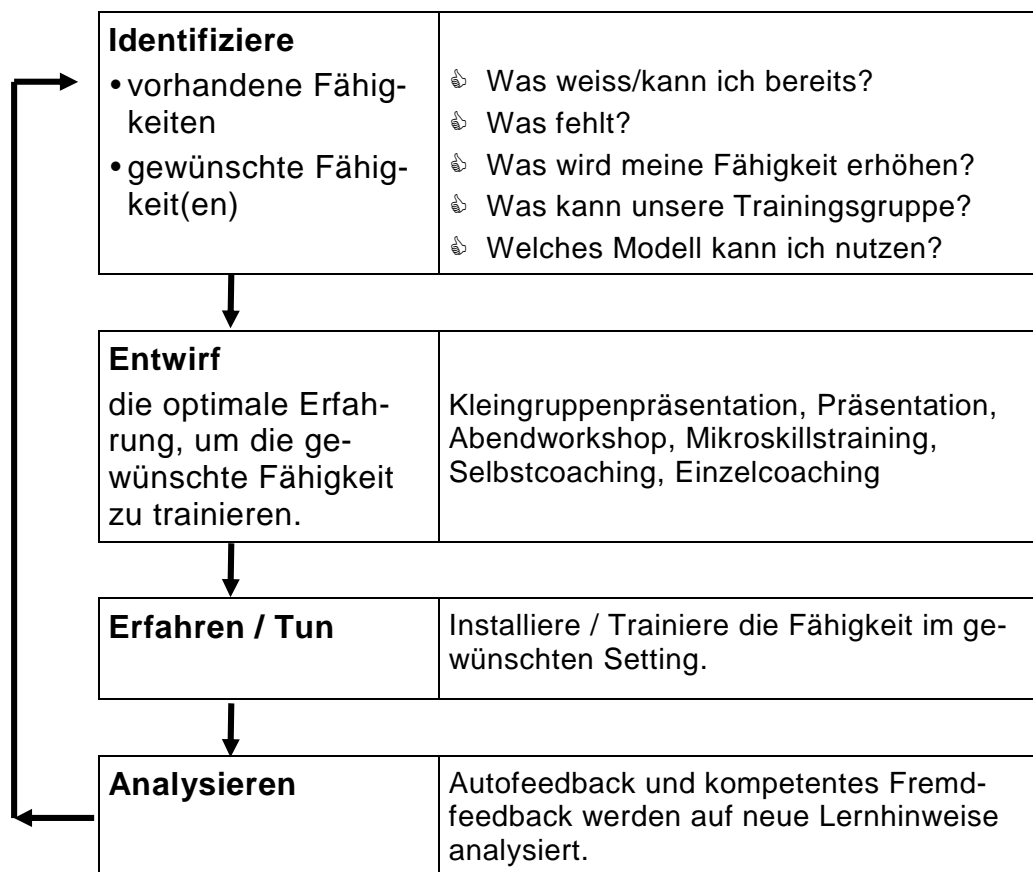 Identifiziere
• vorhandene Fähig-
keiten
• gewünschte Fähig-
keit(en)
👍 Was weiss/kann ich bereits?
👍 Was fehlt?
👍 Was wird meine Fähigkeit erhöhen?
👍 Was kann unsere Trainingsgruppe?
👍 Welches Modell kann ich nutzen?
Entwirf
die optimale Erfah-
rung, um die ge-
wünschte Fähigkeit
zu trainieren.
Kleingruppenpräsentation, Präsentation,
Abendworkshop, Mikroskillstraining,
Selbstcoaching, Einzelcoaching
Erfahren / Tun
Installiere / Trainiere die Fähigkeit im ge-
wünschten Setting.
Analysieren
Autofeedback und kompetentes Fremd-
feedback werden auf neue Lernhinweise
analysiert.